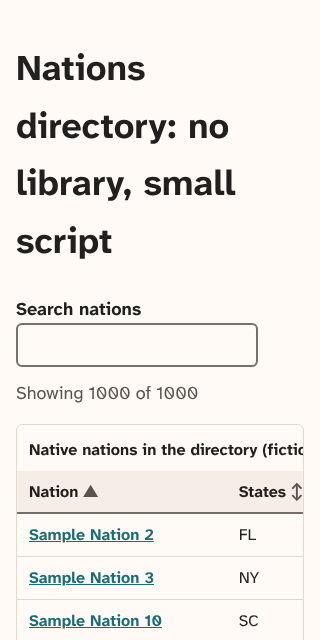 Nations
directory: no
library, small
script
Search nations
Showing 1000 of 1000
Native nations in the directory (fictic
Nation ▲ States ↕
Sample Nation 2 FL
Sample Nation 3 NY
Sample Nation 10 SC